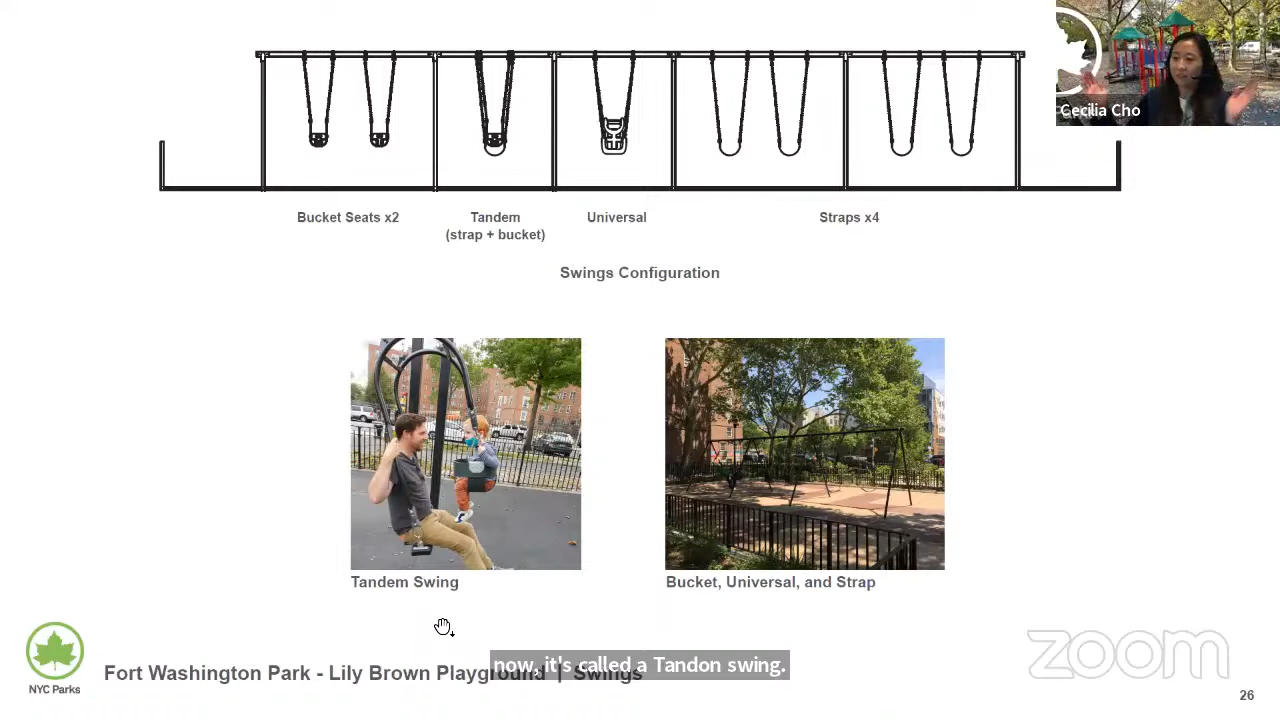 Cecilia Cho
Bucket Seats x2
Tandem
(strap + bucket)
Universal
Straps x4
Swings Configuration
Tandem Swing
Bucket, Universal, and Strap
now, it's called a Tandon swing.
Fort Washington Park - Lily Brown Playground | Swings
NYC Parks
zoom
26